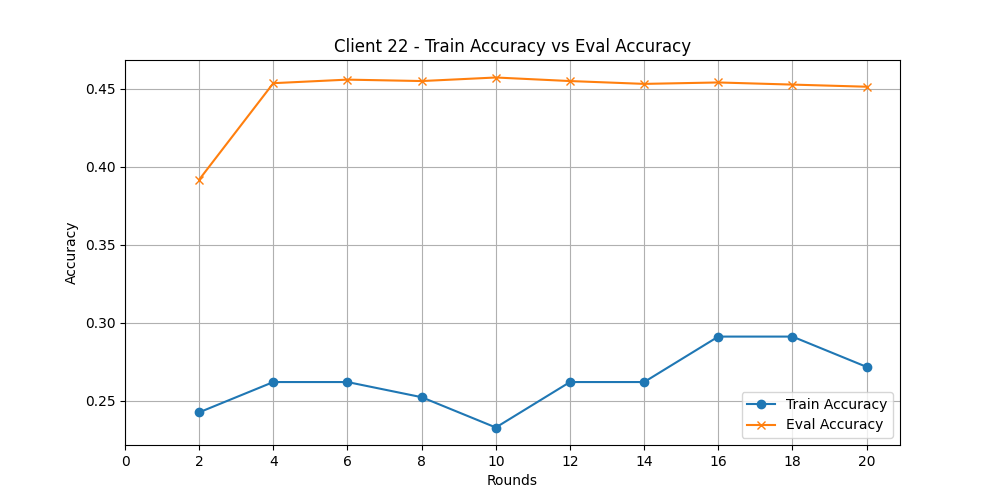 Client 22 - Train Accuracy vs Eval Accuracy
Accuracy
0.45
0.40
0.35
0.30
0.25
0 2 4 6 8 10 12 14 16 18 20
Rounds
Train Accuracy
Eval Accuracy